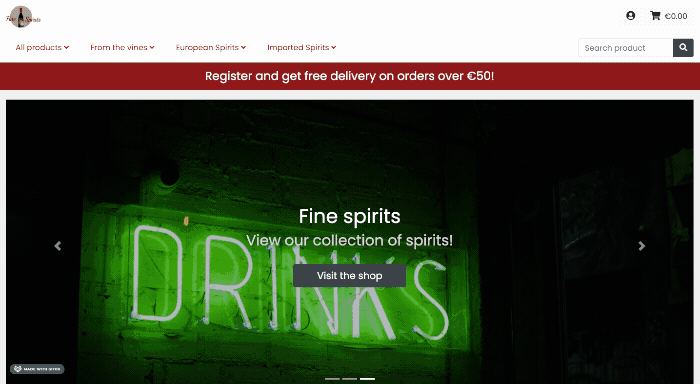 Fine Spirits
€0.00
All products
From the vines
European Spirits
Imported Spirits
Search product
Register and get free delivery on orders over €50!
DRINKS
Fine spirits
View our collection of spirits!
Visit the shop
MADE WITH GIFOX